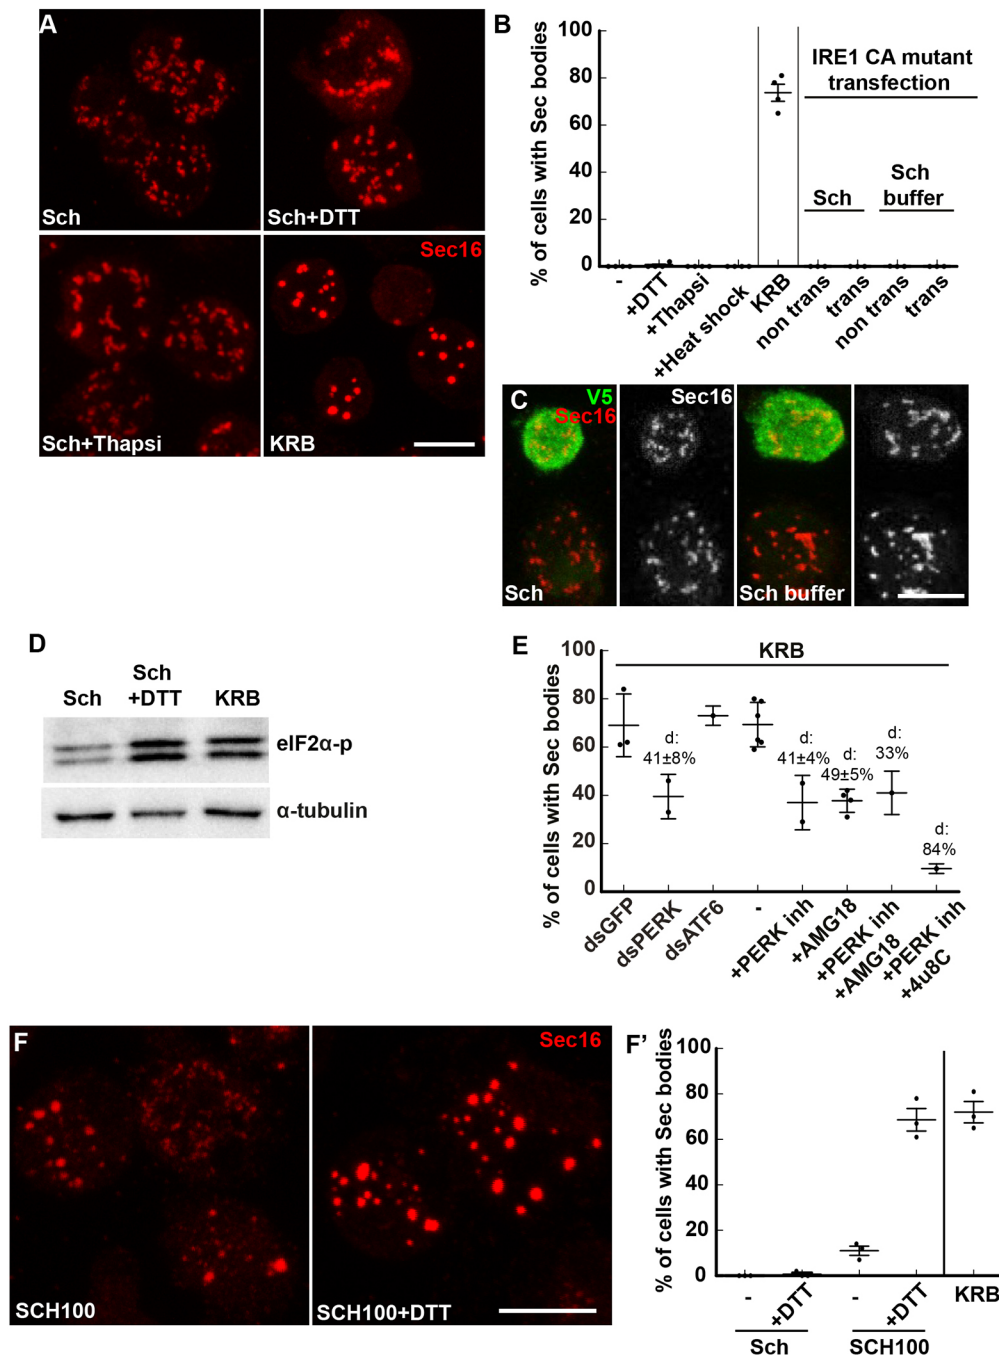 A
Sch
Sch+DTT
Sec16
Sch+Thapsi
KRB
B
% of cells with Sec bodies
100
80
60
40
20
0
IRE1 CA mutant
transfection
Sch
Sch
buffer
-
+DTT
+Thapsi
+Heat shock
KRB
non trans
trans
non trans
trans
C
V5
Sec16
Sec16
Sch
Sch buffer
D
Sch
Sch
+DTT
KRB
eIF2α-p
α-tubulin
E
KRB
% of cells with Sec bodies
100
80
60
40
20
0
d:
41±8%
d:
41±4%
d:
49±5%
d:
33%
d:
84%
dsGFP
dsPERK
dsATF6
-
+PERK inh
+AMG18
+PERK inh
+AMG18
+PERK inh
+4u8C
F
Sec16
SCH100
SCH100+DTT
F'
% of cells with Sec bodies
100
80
60
40
20
0
-
+DTT
-
+DTT
KRB
Sch
SCH100